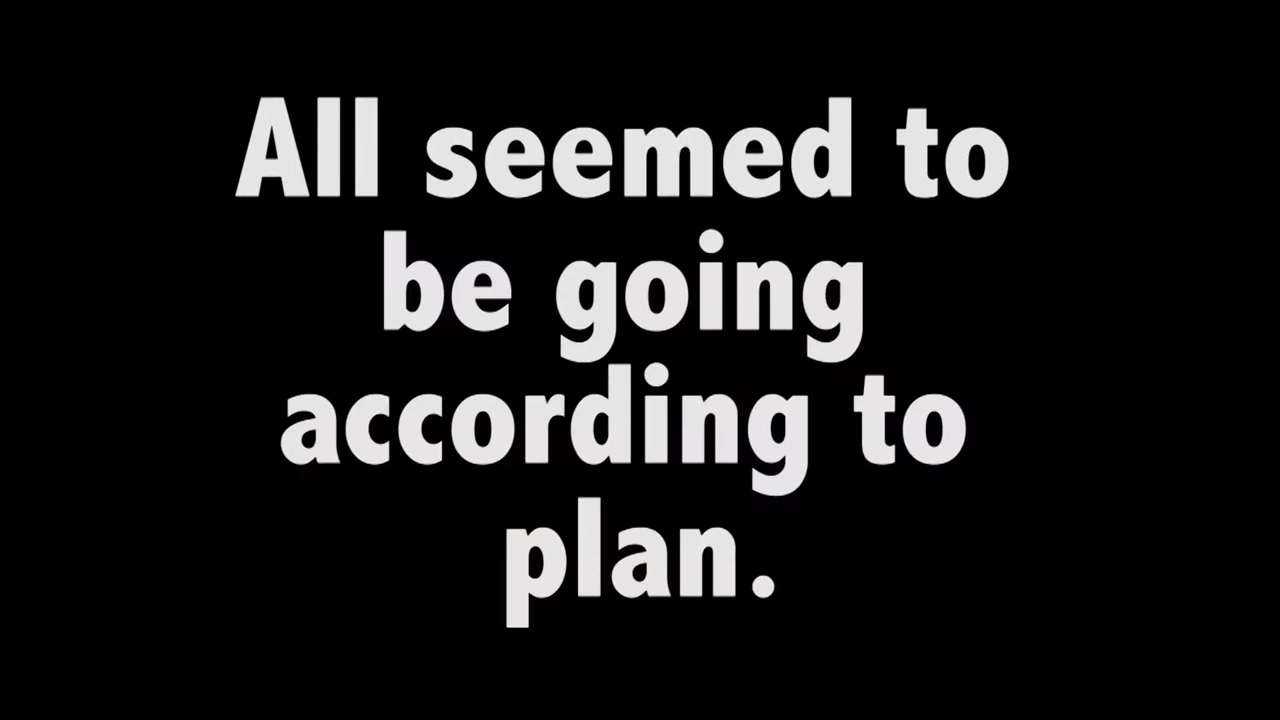 All seemed to
be going
according to
plan.